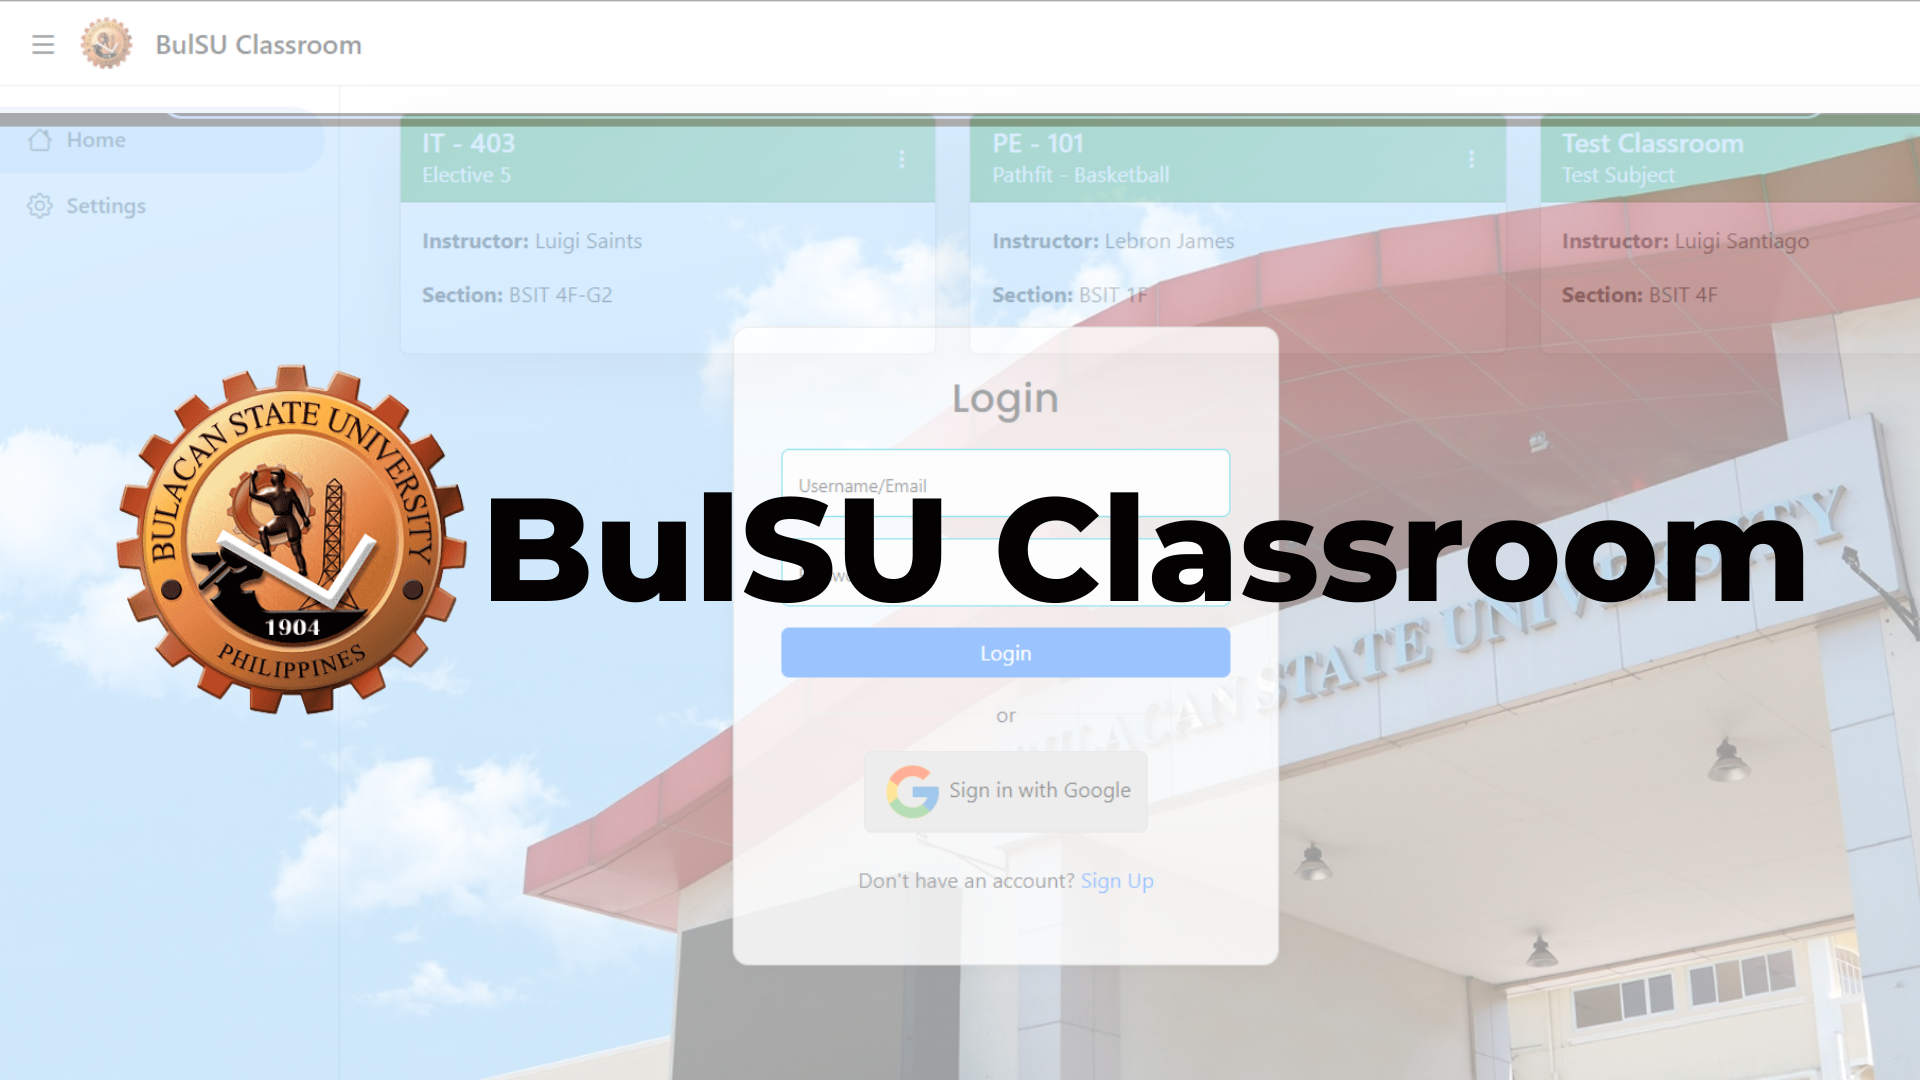 BulSU Classroom
Home
Settings
IT - 403
Elective 5
Instructor: Luigi Saints
Section: BSIT 4F-G2
PE - 101
Pathfit - Basketball
Instructor: Lebron James
Section: BSIT 1F
Test Classroom
Test Subject
Instructor: Luigi Santiago
Section: BSIT 4F
BULACAN STATE UNIVERSITY
1904
PHILIPPINES
BulSU Classroom
Login
Username/Email
Login
or
Sign in with Google
Don't have an account? Sign Up
STATE UNIVERSITY